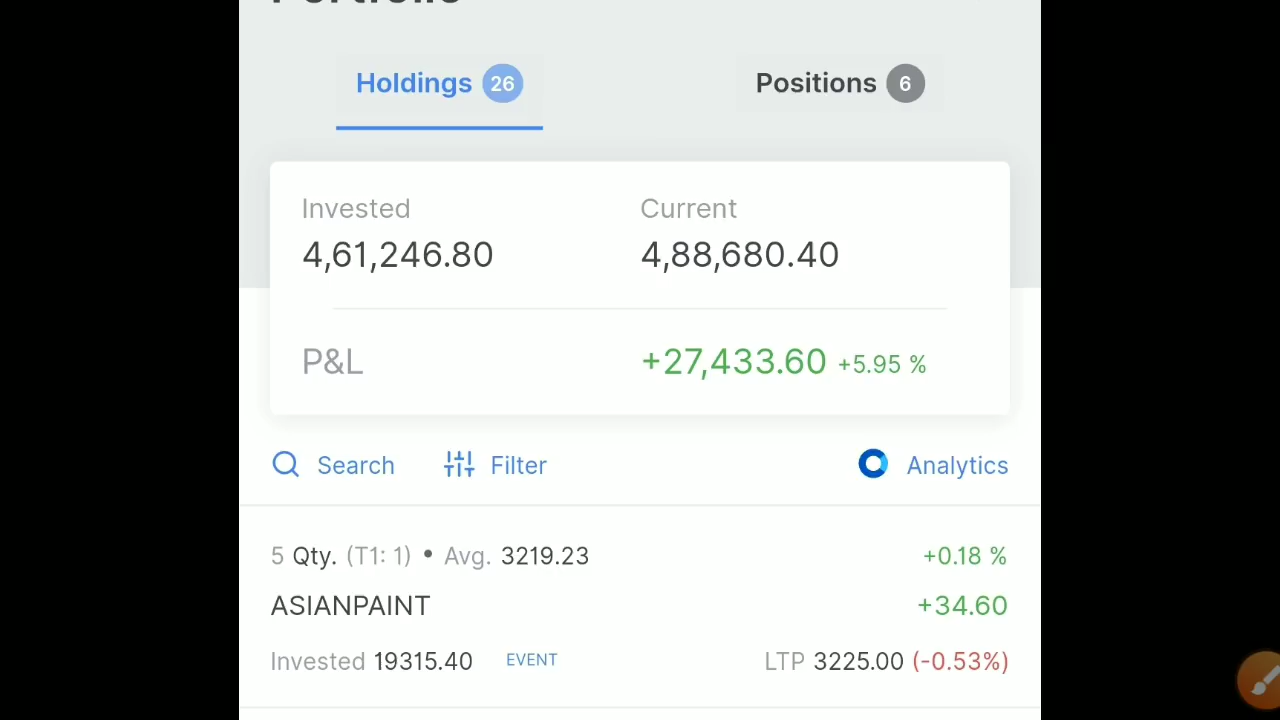 Portfolio
Holdings 26
Positions 6
Invested
Current
4,61,246.80
4,88,680.40
P&L
+27,433.60 +5.95 %
Search
Filter
Analytics
5 Qty. (T1: 1) • Avg. 3219.23
+0.18 %
ASIANPAINT
+34.60
Invested 19315.40 EVENT
LTP 3225.00 (-0.53%)